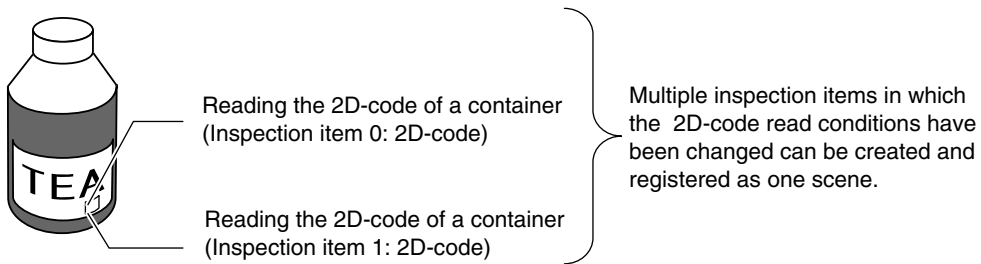 TEA
Reading the 2D-code of a container
(Inspection item 0: 2D-code)
Reading the 2D-code of a container
(Inspection item 1: 2D-code)
Multiple inspection items in which
the 2D-code read conditions have
been changed can be created and
registered as one scene.